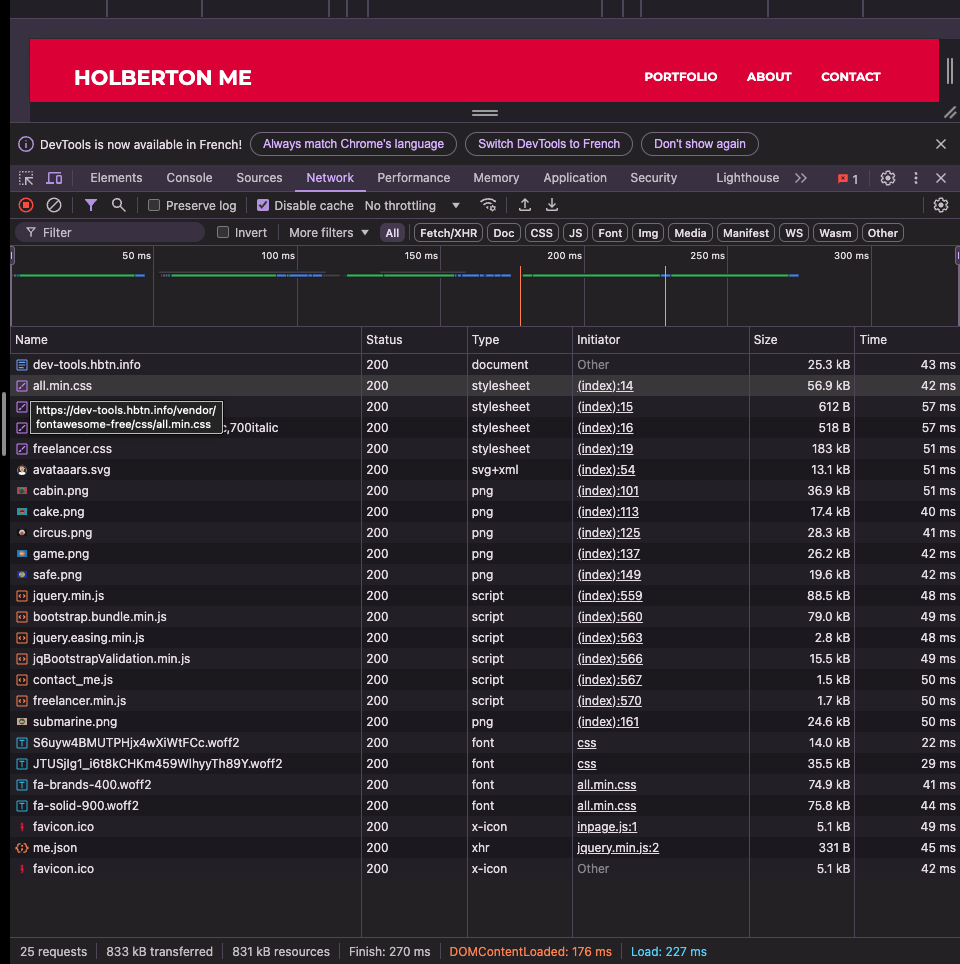 HOLBERTON ME PORTFOLIO ABOUT CONTACT
DevTools is now available in French! Always match Chrome's language Switch DevTools to French Don't show again
Elements Console Sources Network Performance Memory Application Security Lighthouse 1
Preserve log Disable cache No throttling
Filter Invert More filters All Fetch/XHR Doc CSS JS Font Img Media Manifest WS Wasm Other
50 ms 100 ms 150 ms 200 ms 250 ms 300 ms
Name Status Type Initiator Size Time
dev-tools.hbtn.info 200 document Other 25.3 kB 43 ms
all.min.css 200 stylesheet (index):14 56.9 kB 42 ms
https://dev-tools.hbtn.info/vendor/
fontawesome-free/css/all.min.css
200 stylesheet (index):15 612 B 57 ms
,700italic 200 stylesheet (index):16 518 B 57 ms
freelancer.css 200 stylesheet (index):19 183 kB 51 ms
avataaars.svg 200 svg+xml (index):54 13.1 kB 51 ms
cabin.png 200 png (index):101 36.9 kB 51 ms
cake.png 200 png (index):113 17.4 kB 40 ms
circus.png 200 png (index):125 28.3 kB 41 ms
game.png 200 png (index):137 26.2 kB 42 ms
safe.png 200 png (index):149 19.6 kB 42 ms
jquery.min.js 200 script (index):559 88.5 kB 48 ms
bootstrap.bundle.min.js 200 script (index):560 79.0 kB 49 ms
jquery.easing.min.js 200 script (index):563 2.8 kB 48 ms
jqBootstrapValidation.min.js 200 script (index):566 15.5 kB 49 ms
contact_me.js 200 script (index):567 1.5 kB 50 ms
freelancer.min.js 200 script (index):570 1.7 kB 50 ms
submarine.png 200 png (index):161 24.6 kB 50 ms
S6uyw4BMUTPHjx4wXiWtFCc.woff2 200 font css 14.0 kB 22 ms
JTUSjIg1_i6t8kCHKm459WlhyyTh89Y.woff2 200 font css 35.5 kB 29 ms
fa-brands-400.woff2 200 font all.min.css 74.9 kB 41 ms
fa-solid-900.woff2 200 font all.min.css 75.8 kB 44 ms
favicon.ico 200 x-icon inpage.js:1 5.1 kB 49 ms
me.json 200 xhr jquery.min.js:2 331 B 45 ms
favicon.ico 200 x-icon Other 5.1 kB 42 ms
25 requests 833 kB transferred 831 kB resources Finish: 270 ms DOMContentLoaded: 176 ms Load: 227 ms